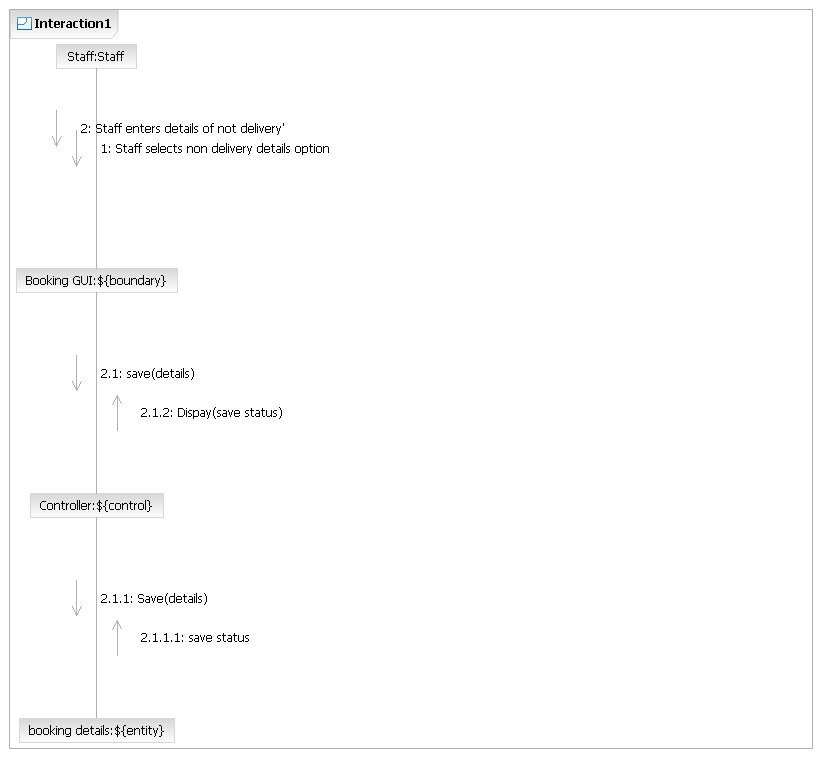 Interaction1
Staff:Staff
2: Staff enters details of not delivery'
1: Staff selects non delivery details option
Booking GUI:${boundary}
2.1: save(details)
2.1.2: Dispay(save status)
Controller:${control}
2.1.1: Save(details)
2.1.1.1: save status
booking details:${entity}